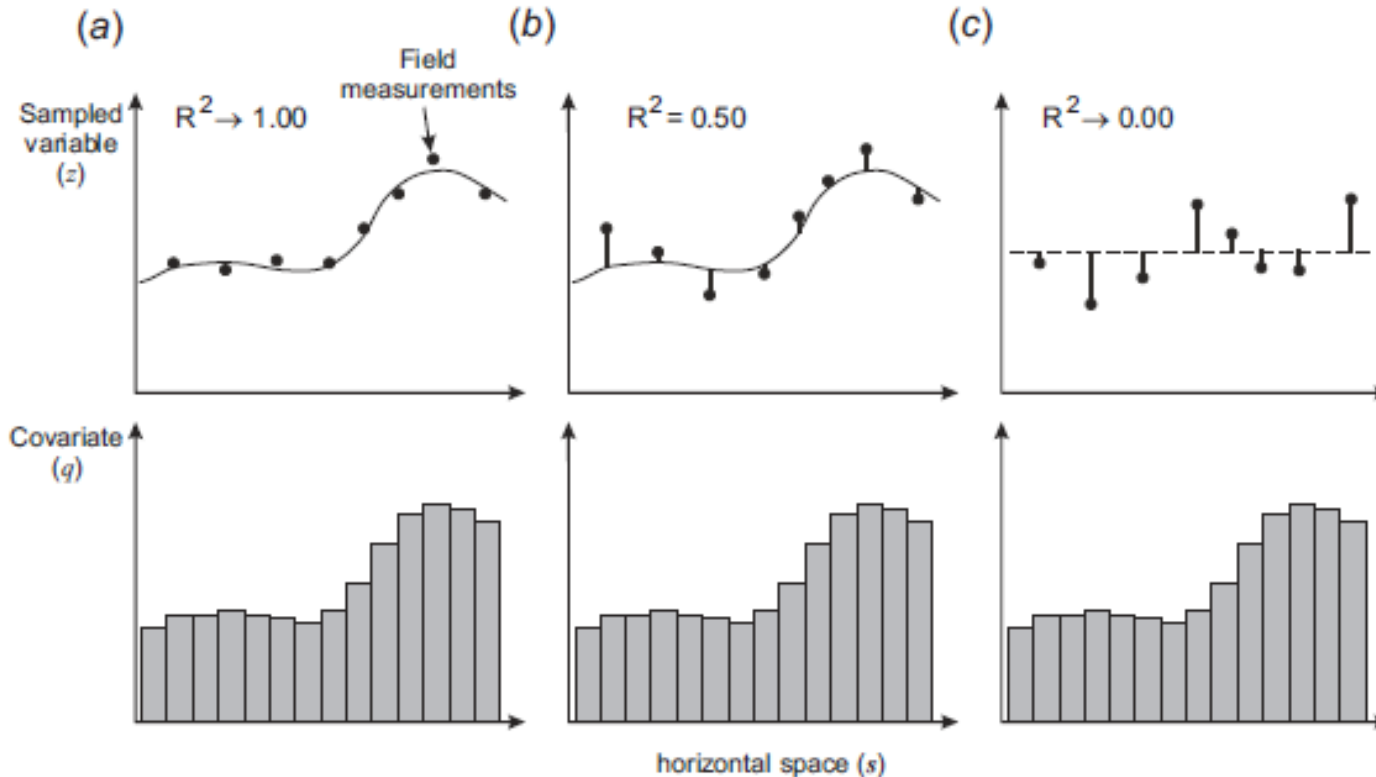 (a)
(b)
(c)
Field
measurements
Sampled
variable
(z)
R² → 1.00
R² = 0.50
R² → 0.00
Covariate
(q)
horizontal space (s)